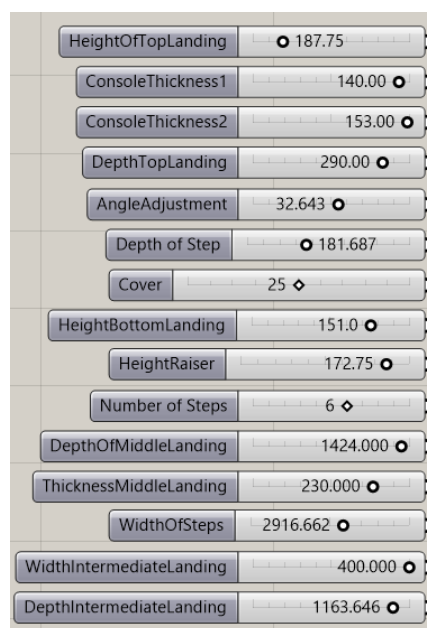 HeightOfTopLanding 187.75
ConsoleThickness1 140.00
ConsoleThickness2 153.00
DepthTopLanding 290.00
AngleAdjustment 32.643
Depth of Step 181.687
Cover 25
HeightBottomLanding 151.0
HeightRaiser 172.75
Number of Steps 6
DepthOfMiddleLanding 1424.000
ThicknessMiddleLanding 230.000
WidthOfSteps 2916.662
WidthIntermediateLanding 400.000
DepthIntermediateLanding 1163.646